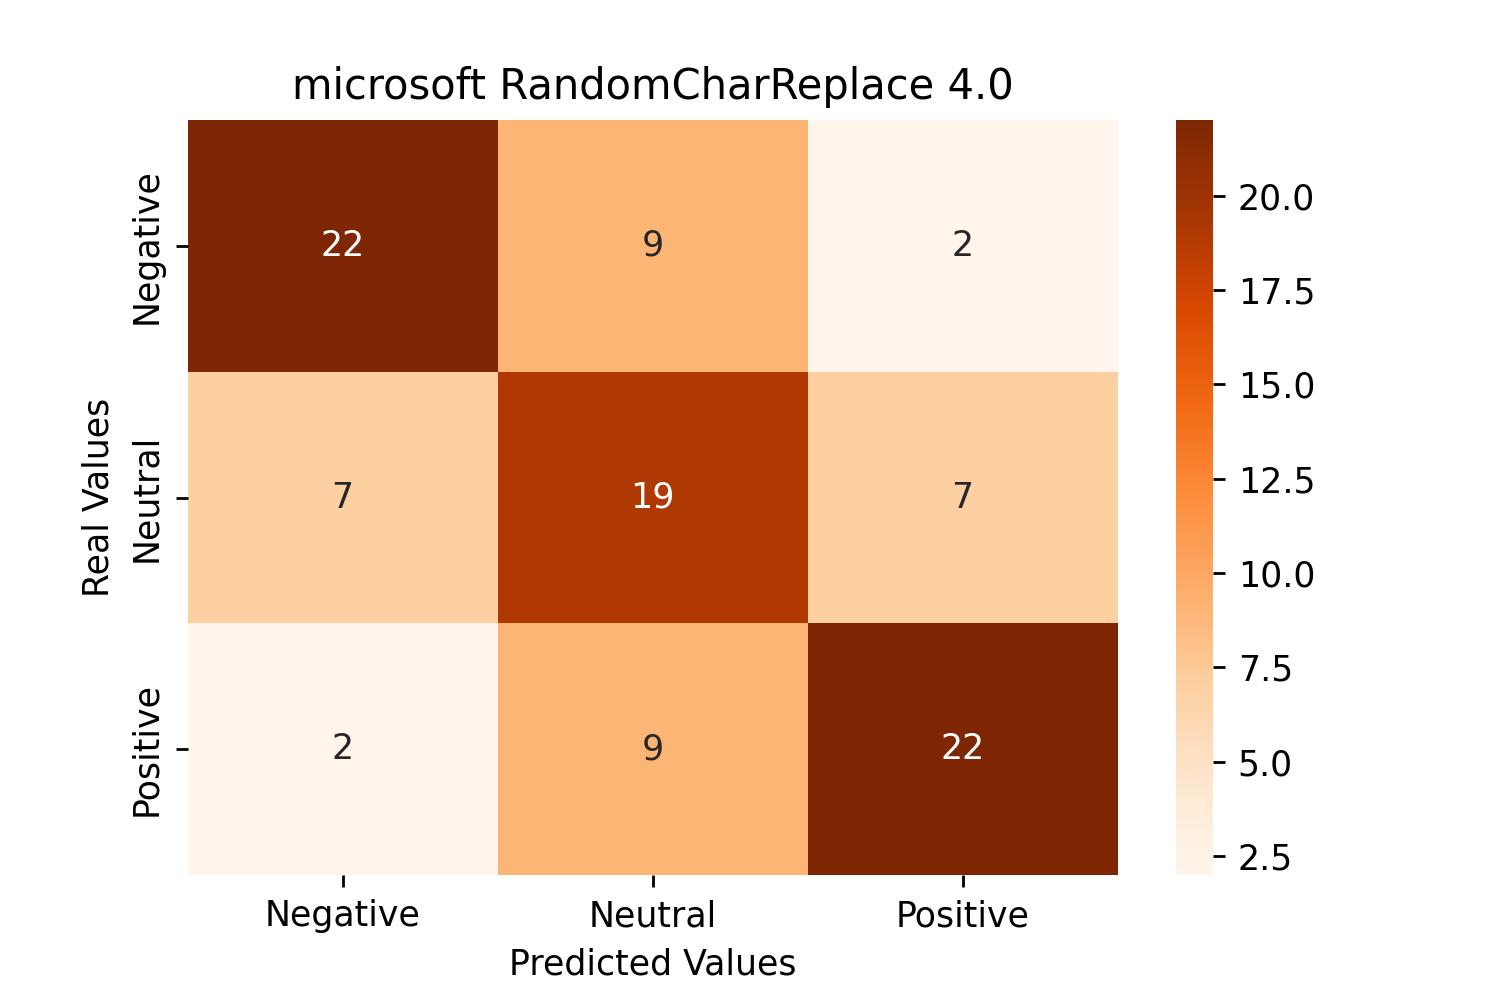 microsoft RandomCharReplace 4.0
Real Values
Negative
22 9 2
Neutral
7 19 7
Positive
2 9 22
Negative Neutral Positive
Predicted Values
20.0
17.5
15.0
12.5
10.0
7.5
5.0
2.5